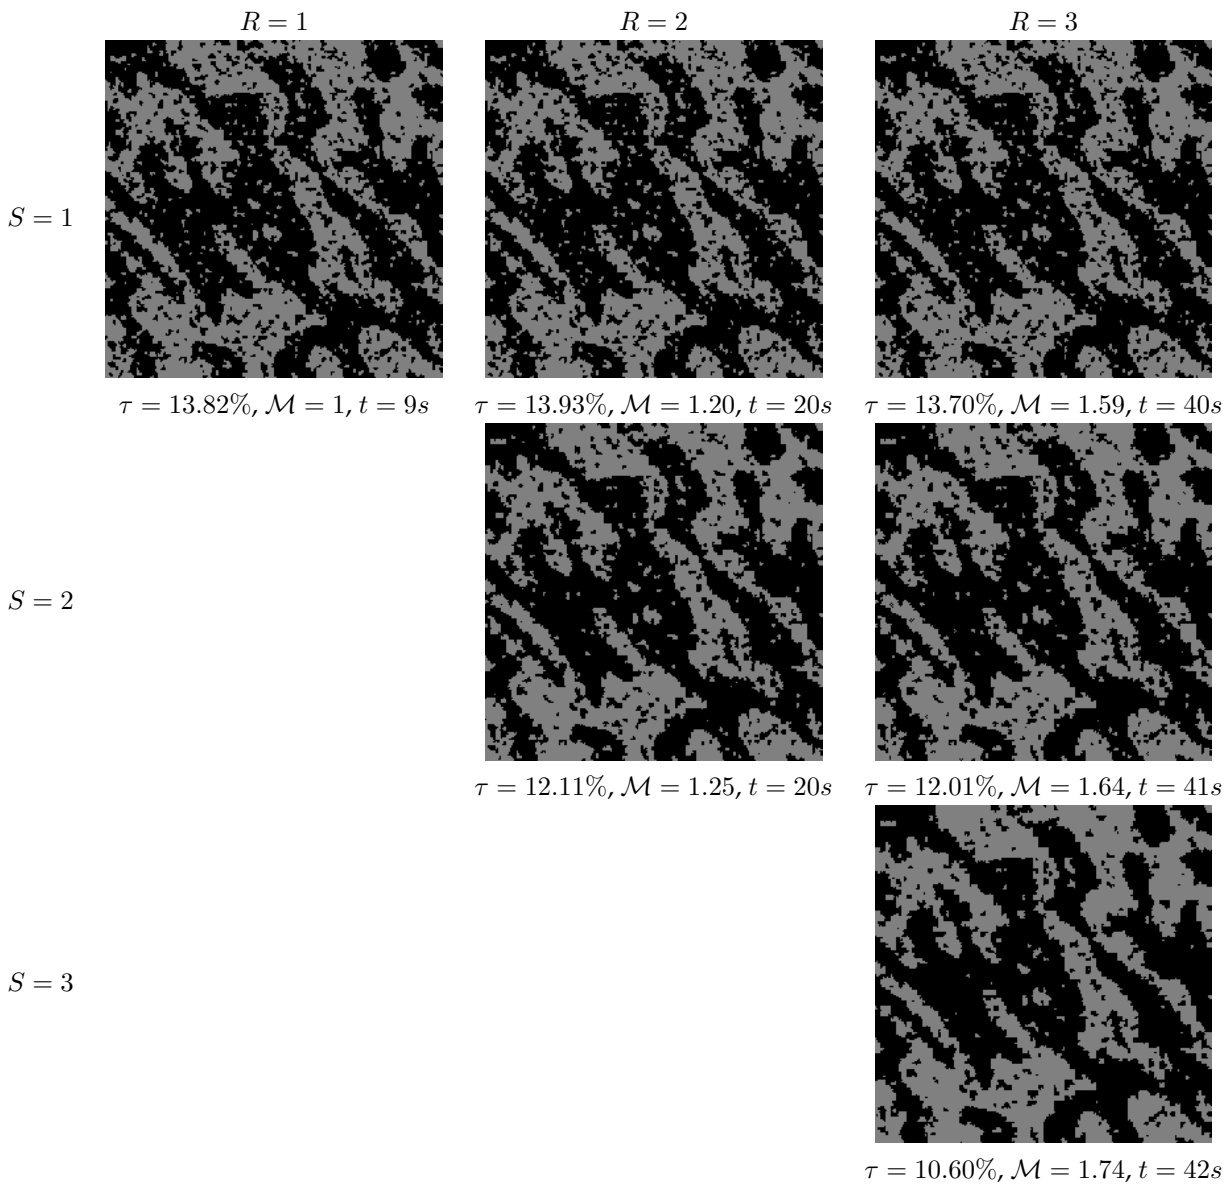 R = 1 R = 2 R = 3
S = 1
τ = 13.82%, ℳ = 1, t = 9s τ = 13.93%, ℳ = 1.20, t = 20s τ = 13.70%, ℳ = 1.59, t = 40s
S = 2
τ = 12.11%, ℳ = 1.25, t = 20s τ = 12.01%, ℳ = 1.64, t = 41s
S = 3
τ = 10.60%, ℳ = 1.74, t = 42s